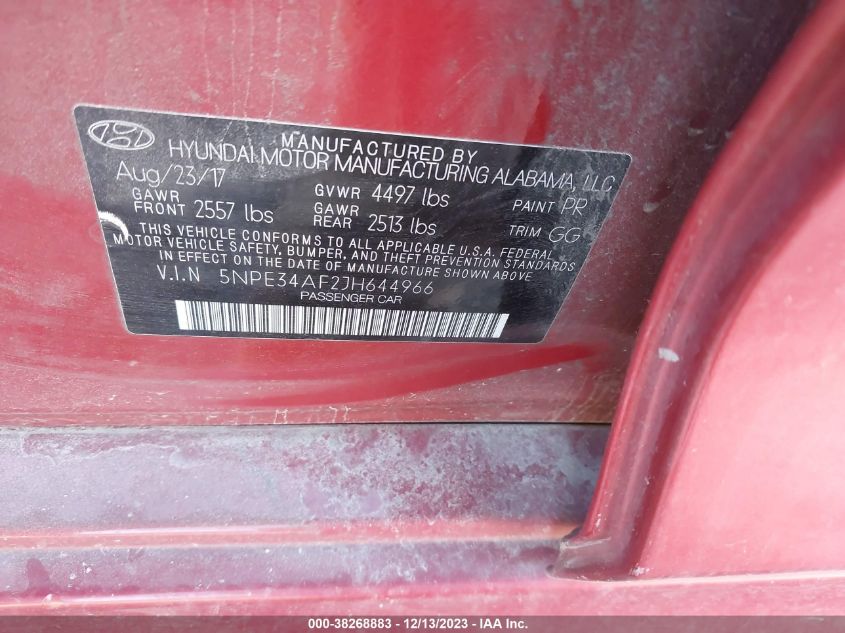 MANUFACTURED BY
HYUNDAI MOTOR MANUFACTURING ALABAMA, LLC
Aug/23/17 GVWR 4497 lbs PAINT PR
GAWR FRONT 2557 lbs GAWR REAR 2513 lbs TRIM GG
THIS VEHICLE CONFORMS TO ALL APPLICABLE U.S.A. FEDERAL
MOTOR VEHICLE SAFETY, BUMPER, AND THEFT PREVENTION STANDARDS
IN EFFECT ON THE DATE OF MANUFACTURE SHOWN ABOVE
V.I.N 5NPE34AF2JH644966
PASSENGER CAR
000-38268883 - 12/13/2023 - IAA Inc.